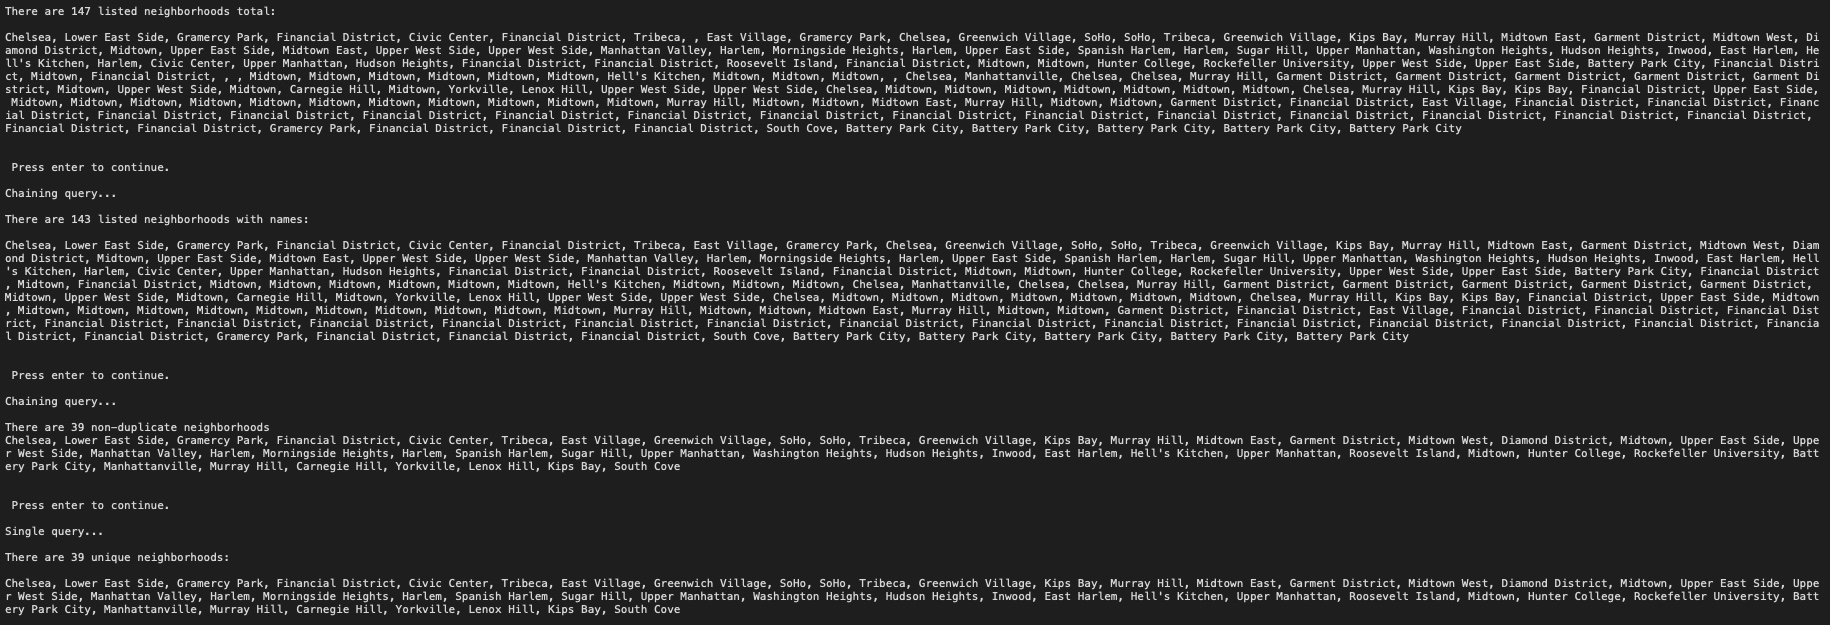 There are 147 listed neighborhoods total:
Chelsea, Lower East Side, Gramercy Park, Financial District, Civic Center, Financial District, Tribeca, , East Village, Gramercy Park, Chelsea, Greenwich Village, SoHo, SoHo, Tribeca, Greenwich Village, Kips Bay, Murray Hill, Midtown East, Garment District, Midtown West, Di
amond District, Midtown, Upper East Side, Midtown East, Upper West Side, Upper West Side, Manhattan Valley, Harlem, Morningside Heights, Harlem, Upper East Side, Spanish Harlem, Harlem, Sugar Hill, Upper Manhattan, Washington Heights, Hudson Heights, Inwood, East Harlem, He
ll's Kitchen, Harlem, Civic Center, Upper Manhattan, Hudson Heights, Financial District, Financial District, Roosevelt Island, Financial District, Midtown, Midtown, Hunter College, Rockefeller University, Upper West Side, Upper East Side, Battery Park City, Financial Distri
ct, Midtown, Financial District, , , Midtown, Midtown, Midtown, Midtown, Midtown, Midtown, Hell's Kitchen, Midtown, Midtown, Midtown, , Chelsea, Manhattanville, Chelsea, Chelsea, Murray Hill, Garment District, Garment District, Garment District, Garment District, Garment Di
strict, Midtown, Upper West Side, Midtown, Carnegie Hill, Midtown, Yorkville, Lenox Hill, Upper West Side, Upper West Side, Chelsea, Midtown, Midtown, Midtown, Midtown, Midtown, Midtown, Midtown, Chelsea, Murray Hill, Kips Bay, Kips Bay, Financial District, Upper East Side,
Midtown, Midtown, Midtown, Midtown, Midtown, Midtown, Midtown, Midtown, Midtown, Midtown, Midtown, Murray Hill, Midtown, Midtown, Midtown East, Murray Hill, Midtown, Midtown, Garment District, Financial District, East Village, Financial District, Financial District, Financ
ial District, Financial District, Financial District, Financial District, Financial District, Financial District, Financial District, Financial District, Financial District, Financial District, Financial District, Financial District, Financial District, Financial District,
Financial District, Financial District, Gramercy Park, Financial District, Financial District, Financial District, South Cove, Battery Park City, Battery Park City, Battery Park City, Battery Park City, Battery Park City
Press enter to continue.
Chaining query...
There are 143 listed neighborhoods with names:
Chelsea, Lower East Side, Gramercy Park, Financial District, Civic Center, Financial District, Tribeca, East Village, Gramercy Park, Chelsea, Greenwich Village, SoHo, SoHo, Tribeca, Greenwich Village, Kips Bay, Murray Hill, Midtown East, Garment District, Midtown West, Diam
ond District, Midtown, Upper East Side, Midtown East, Upper West Side, Upper West Side, Manhattan Valley, Harlem, Morningside Heights, Harlem, Upper East Side, Spanish Harlem, Harlem, Sugar Hill, Upper Manhattan, Washington Heights, Hudson Heights, Inwood, East Harlem, Hell
's Kitchen, Harlem, Civic Center, Upper Manhattan, Hudson Heights, Financial District, Financial District, Roosevelt Island, Financial District, Midtown, Midtown, Hunter College, Rockefeller University, Upper West Side, Upper East Side, Battery Park City, Financial District
, Midtown, Financial District, Midtown, Midtown, Midtown, Midtown, Midtown, Midtown, Hell's Kitchen, Midtown, Midtown, Midtown, Chelsea, Manhattanville, Chelsea, Chelsea, Murray Hill, Garment District, Garment District, Garment District, Garment District, Garment District,
Midtown, Upper West Side, Midtown, Carnegie Hill, Midtown, Yorkville, Lenox Hill, Upper West Side, Upper West Side, Chelsea, Midtown, Midtown, Midtown, Midtown, Midtown, Midtown, Midtown, Chelsea, Murray Hill, Kips Bay, Kips Bay, Financial District, Upper East Side, Midtown
, Midtown, Midtown, Midtown, Midtown, Midtown, Midtown, Midtown, Midtown, Midtown, Midtown, Murray Hill, Midtown, Midtown, Midtown East, Murray Hill, Midtown, Midtown, Garment District, Financial District, East Village, Financial District, Financial District, Financial Dist
rict, Financial District, Financial District, Financial District, Financial District, Financial District, Financial District, Financial District, Financial District, Financial District, Financial District, Financial District, Financial District, Financial District, Financia
l District, Financial District, Gramercy Park, Financial District, Financial District, Financial District, South Cove, Battery Park City, Battery Park City, Battery Park City, Battery Park City, Battery Park City
Press enter to continue.
Chaining query...
There are 39 non-duplicate neighborhoods
Chelsea, Lower East Side, Gramercy Park, Financial District, Civic Center, Tribeca, East Village, Greenwich Village, SoHo, SoHo, Tribeca, Greenwich Village, Kips Bay, Murray Hill, Midtown East, Garment District, Midtown West, Diamond District, Midtown, Upper East Side, Uppe
r West Side, Manhattan Valley, Harlem, Morningside Heights, Harlem, Spanish Harlem, Sugar Hill, Upper Manhattan, Washington Heights, Hudson Heights, Inwood, East Harlem, Hell's Kitchen, Upper Manhattan, Roosevelt Island, Midtown, Hunter College, Rockefeller University, Batt
ery Park City, Manhattanville, Murray Hill, Carnegie Hill, Yorkville, Lenox Hill, Kips Bay, South Cove
Press enter to continue.
Single query...
There are 39 unique neighborhoods:
Chelsea, Lower East Side, Gramercy Park, Financial District, Civic Center, Tribeca, East Village, Greenwich Village, SoHo, SoHo, Tribeca, Greenwich Village, Kips Bay, Murray Hill, Midtown East, Garment District, Midtown West, Diamond District, Midtown, Upper East Side, Uppe
r West Side, Manhattan Valley, Harlem, Morningside Heights, Harlem, Spanish Harlem, Sugar Hill, Upper Manhattan, Washington Heights, Hudson Heights, Inwood, East Harlem, Hell's Kitchen, Upper Manhattan, Roosevelt Island, Midtown, Hunter College, Rockefeller University, Batt
ery Park City, Manhattanville, Murray Hill, Carnegie Hill, Yorkville, Lenox Hill, Kips Bay, South Cove